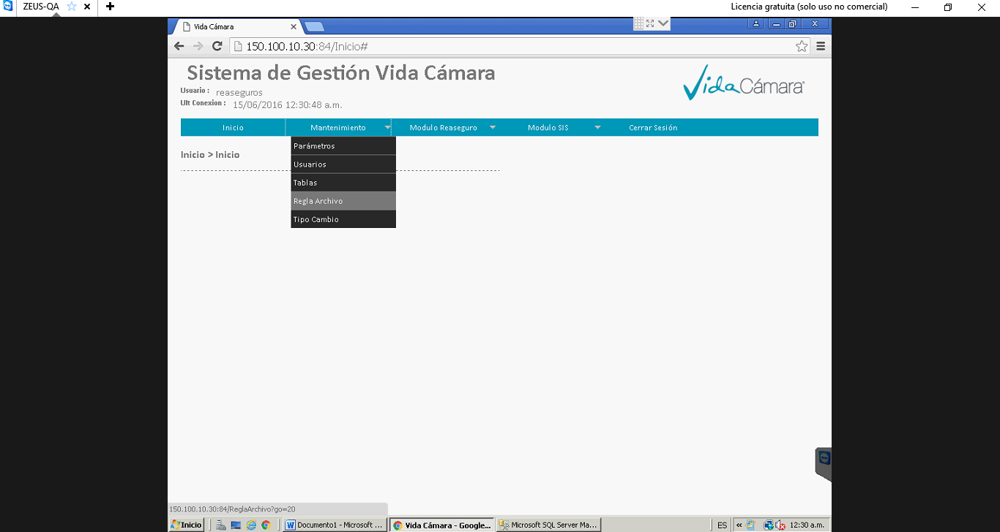 ZEUS-QA
Licencia gratuita (solo uso no comercial)
Vida Cámara
150.100.10.30:84/Inicio#
Sistema de Gestión Vida Cámara
Usuario : reaseguros
Ult Conexion : 15/06/2016 12:30:48 a.m.
Vida Cámara®
Inicio Mantenimiento Modulo Reaseguro Modulo SIS Cerrar Sesión
Inicio > Inicio
Parámetros
Usuarios
Tablas
Regla Archivo
Tipo Cambio
150.100.10.30:84/ReglaArchivo?go=20
Inicio Documento1 - Microsoft ... Vida Cámara - Google... Microsoft SQL Server Ma... ES « 12:30 a.m.